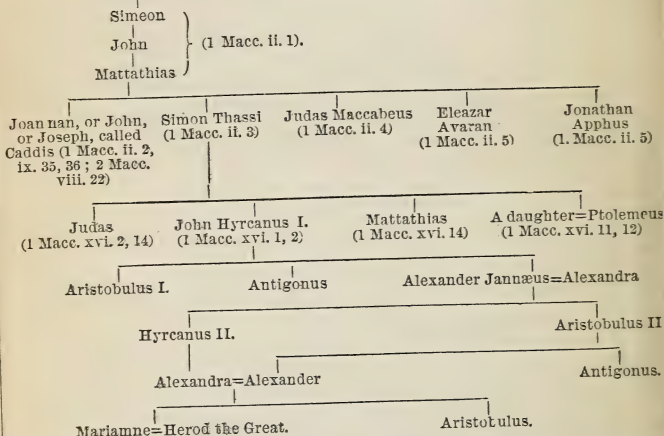 Simeon
John
(1 Macc. ii. 1).
Mattathias
Joannan, or John,
or Joseph, called
Caddis (1 Macc. ii. 2,
ix. 35, 36 ; 2 Macc.
viii. 22)
Simon Thassi
(1 Macc. ii. 3)
Judas Maccabeus
(1 Macc. ii. 4)
Eleazar
Avaran
(1 Macc. ii. 5)
Jonathan
Apphus
(1. Macc. ii. 5)
Judas
(1 Macc. xvi. 2, 14)
John Hyrcanus I.
(1 Macc. xvi. 1, 2)
Mattathias
(1 Macc. xvi. 14)
A daughter=Ptolemeus
(1 Macc. xvi. 11, 12)
Aristobulus I.
Antigonus
Alexander Jannæus=Alexandra
Hyrcanus II.
Aristobulus II
Alexandra=Alexander
Antigonus.
Mariamne=Herod the Great.
Aristobulus.